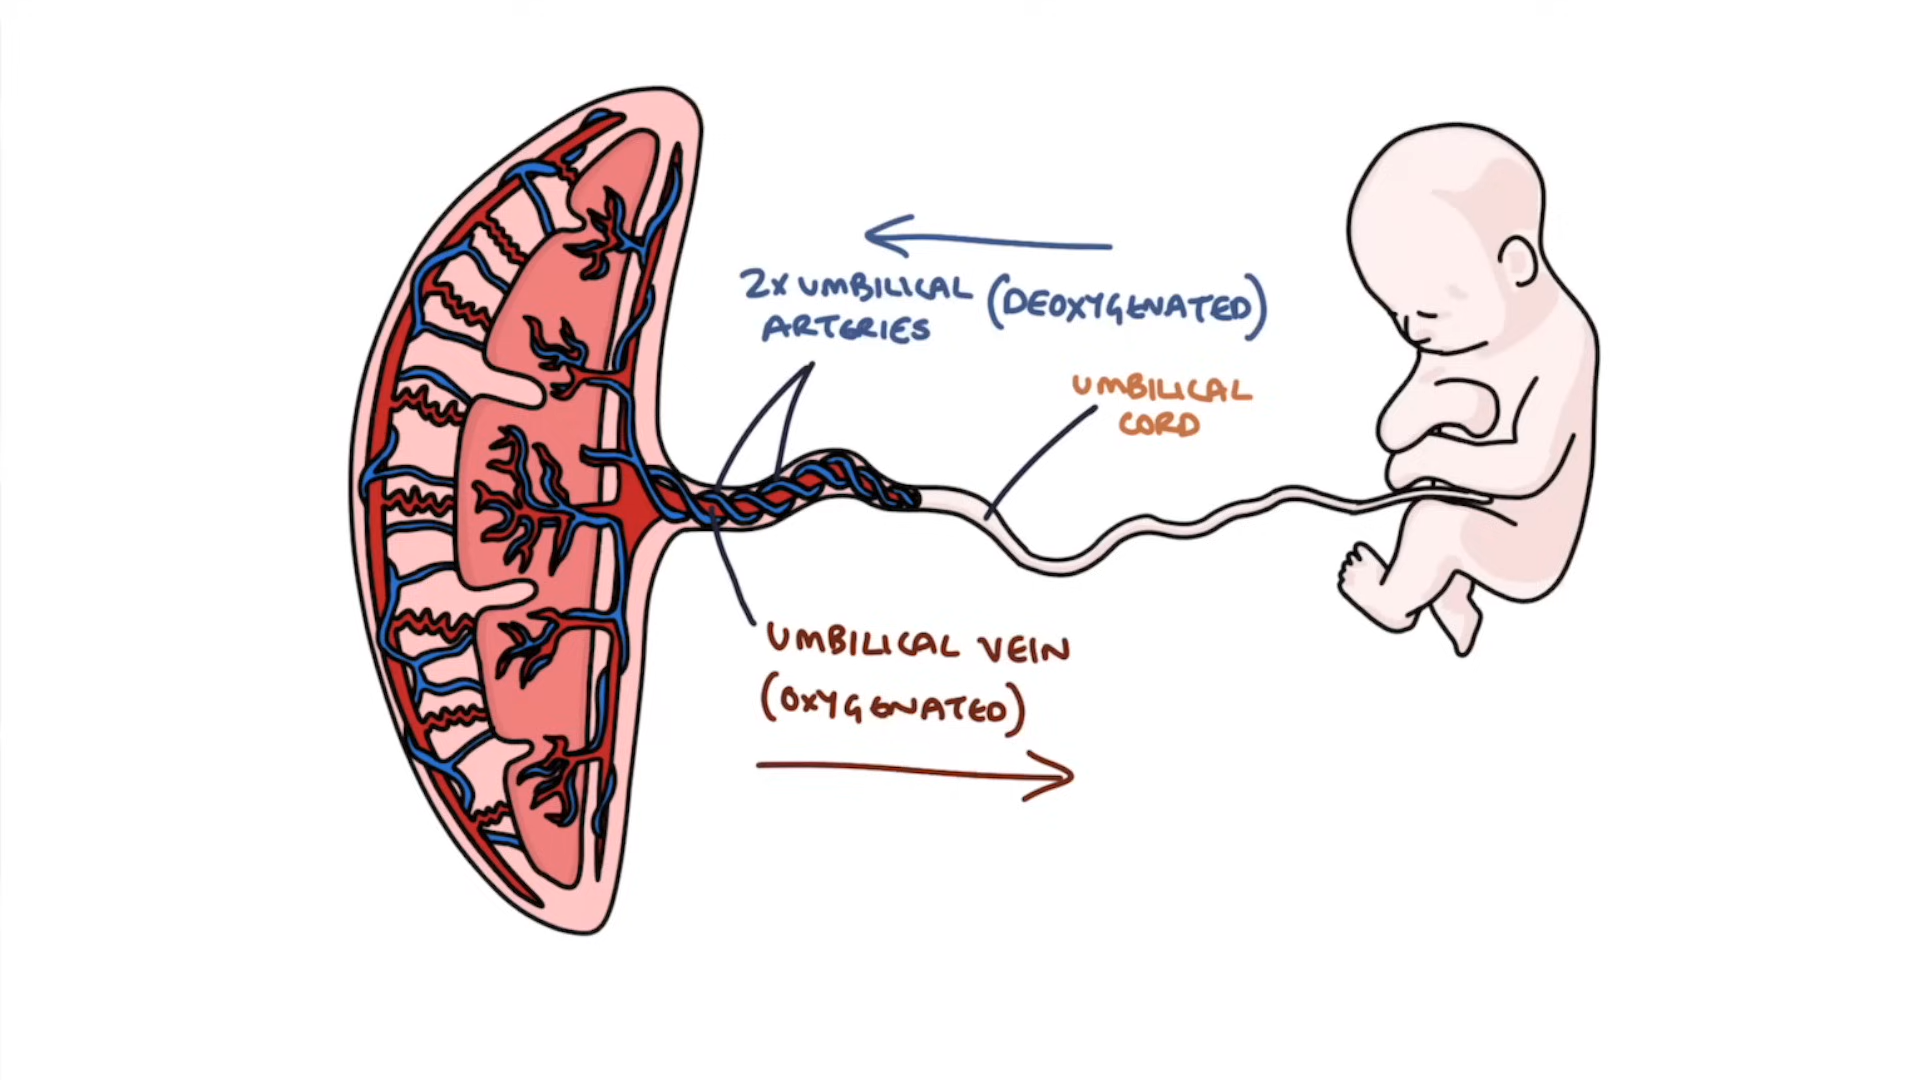 2x UMBILICAL (DEOXYGENATED)
ARTERIES
UMBILICAL
CORD
UMBILICAL VEIN
(OXYGENATED)